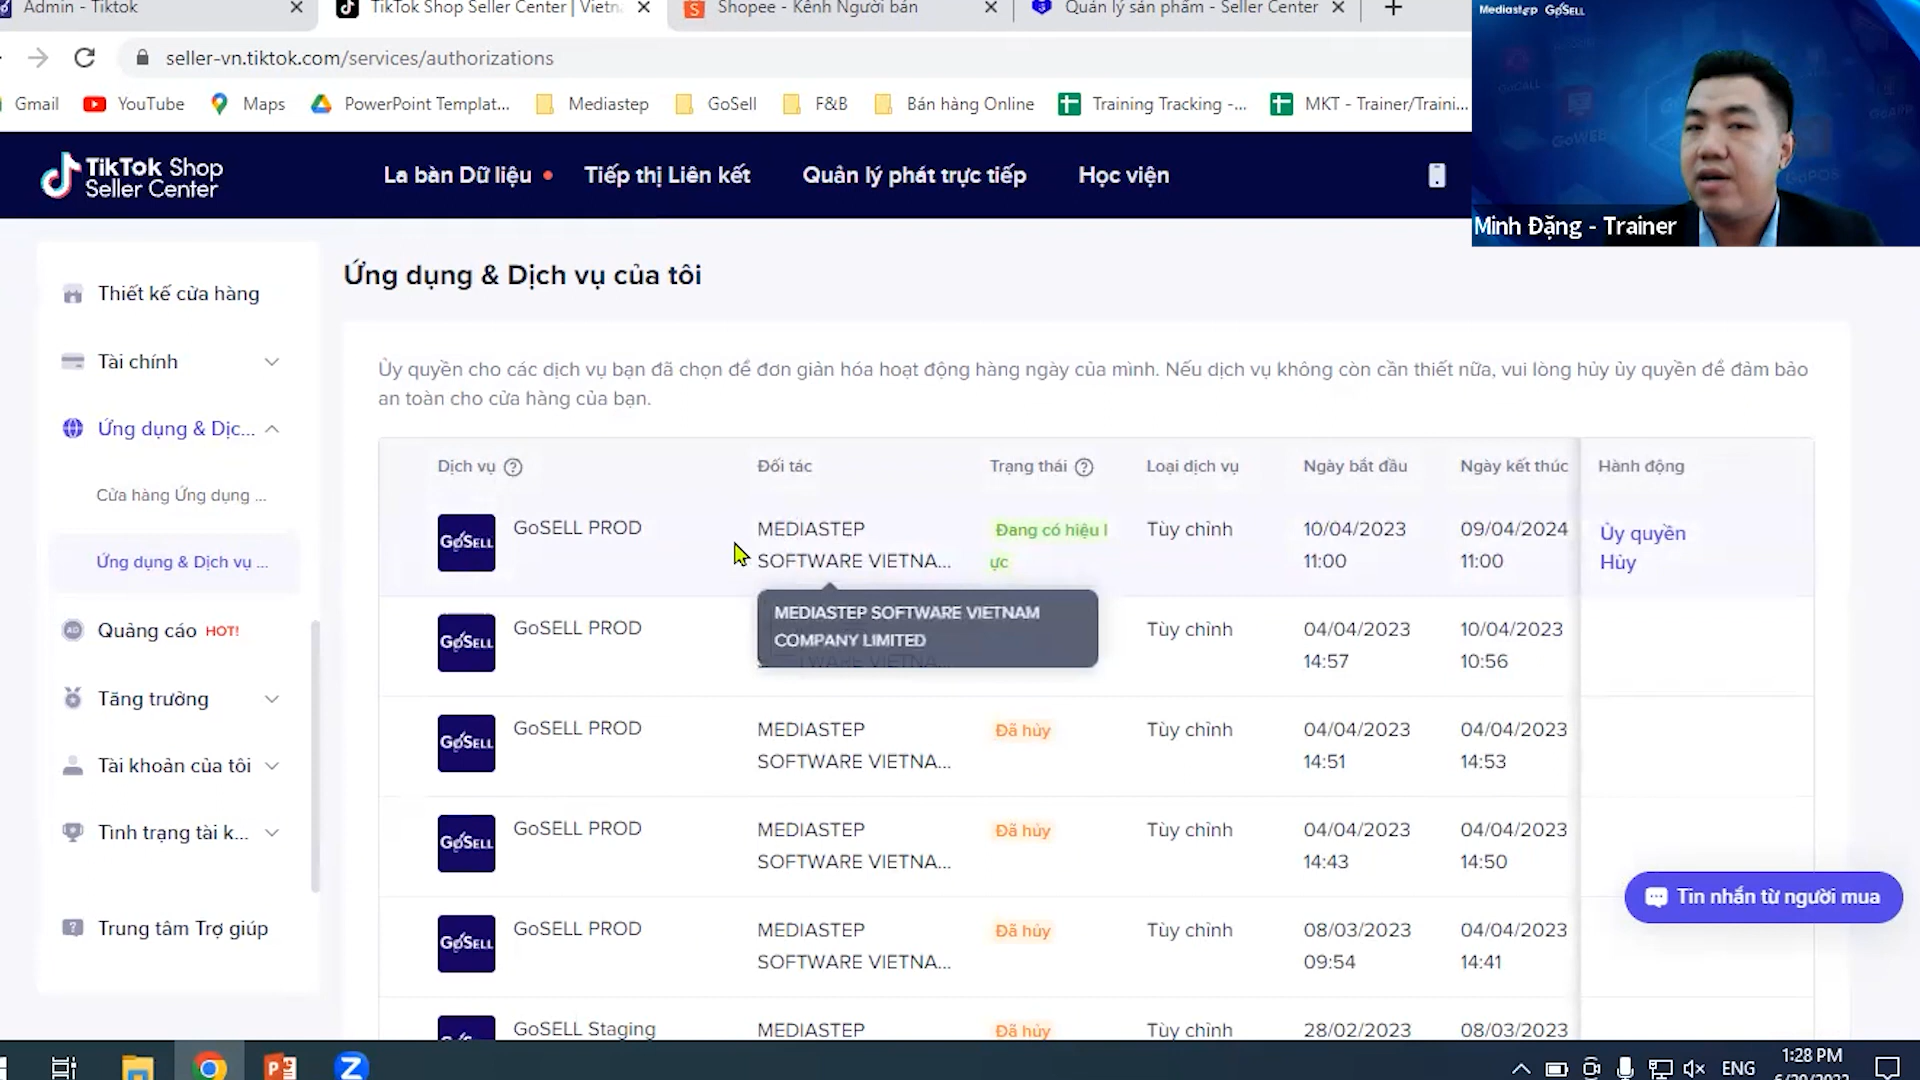 Admin - Tiktok
TikTok Shop Seller Center | Vietna
Shopee - Kênh Người bán
Quản lý sản phẩm - Seller Center
seller-vn.tiktok.com/services/authorizations
Gmail
YouTube
Maps
PowerPoint Templat...
Mediastep
GoSell
F&B
Bán hàng Online
Training Tracking -...
MKT - Trainer/Traini...
Mediastep GoSELL
GoWEB
GoPOS
Minh Đặng - Trainer
TikTok Shop
Seller Center
La bàn Dữ liệu
Tiếp thị Liên kết
Quản lý phát trực tiếp
Học viện
Thiết kế cửa hàng
Tài chính
Ứng dụng & Dịc...
Cửa hàng Ứng dụng ...
Ứng dụng & Dịch vụ ...
Quảng cáo HOT!
Tăng trưởng
Tài khoản của tôi
Tình trạng tài k...
Trung tâm Trợ giúp
Ứng dụng & Dịch vụ của tôi
Ủy quyền cho các dịch vụ bạn đã chọn để đơn giản hóa hoạt động hàng ngày của mình. Nếu dịch vụ không còn cần thiết nữa, vui lòng hủy ủy quyền để đảm bảo
an toàn cho cửa hàng của bạn.
Dịch vụ
Đối tác
Trạng thái
Loại dịch vụ
Ngày bắt đầu
Ngày kết thúc
Hành động
GoSELL
GoSELL PROD
MEDIASTEP
SOFTWARE VIETNA...
Đang có hiệu l
ực
Tùy chỉnh
10/04/2023
11:00
09/04/2024
11:00
Ủy quyền
Hủy
MEDIASTEP SOFTWARE VIETNAM
COMPANY LIMITED
GoSELL
GoSELL PROD
Tùy chỉnh
04/04/2023
14:57
10/04/2023
10:56
GoSELL
GoSELL PROD
MEDIASTEP
SOFTWARE VIETNA...
Đã hủy
Tùy chỉnh
04/04/2023
14:51
04/04/2023
14:53
GoSELL
GoSELL PROD
MEDIASTEP
SOFTWARE VIETNA...
Đã hủy
Tùy chỉnh
04/04/2023
14:43
04/04/2023
14:50
GoSELL
GoSELL PROD
MEDIASTEP
SOFTWARE VIETNA...
Đã hủy
Tùy chỉnh
08/03/2023
09:54
04/04/2023
14:41
GoSELL Staging
MEDIASTEP
Đã hủy
Tùy chỉnh
28/02/2023
08/03/2023
Tin nhắn từ người mua
ENG
1:28 PM